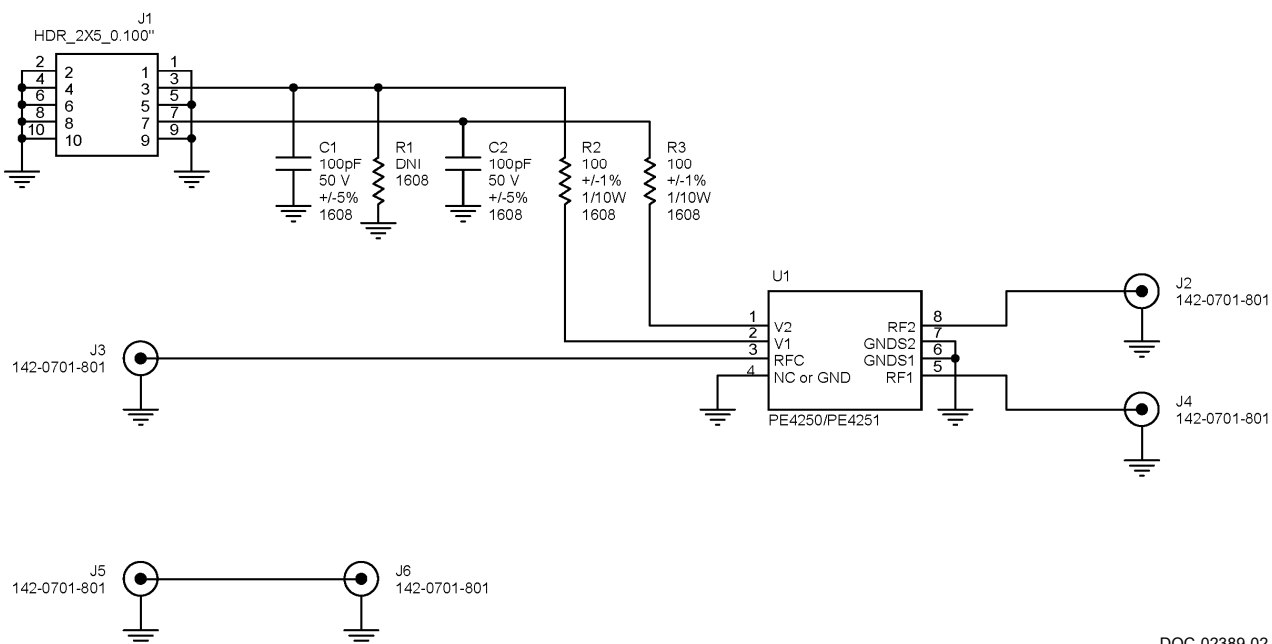 J1
HDR_2X5_0.100"
2 2 1 1
4 4 3 3
6 6 5 5
8 8 7 7
10 10 9 9
C1
100pF
50 V
+/-5%
1608
R1
DNI
1608
C2
100pF
50 V
+/-5%
1608
R2
100
+/-1%
1/10W
1608
R3
100
+/-1%
1/10W
1608
U1
1 V2 RF2 8
2 V1 GNDS2 7
3 RFC GNDS1 6
4 NC or GND RF1 5
PE4250/PE4251
J2
142-0701-801
J3
142-0701-801
J4
142-0701-801
J5
142-0701-801
J6
142-0701-801
DOC-02389-02